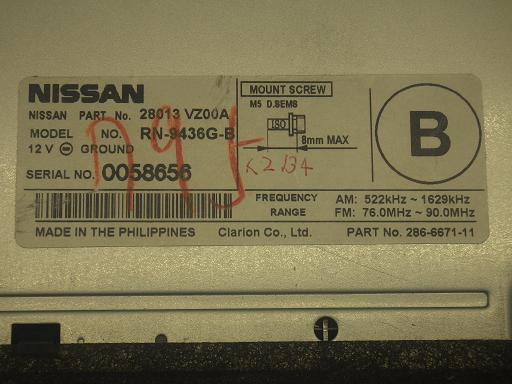 NISSAN
NISSAN PART No. 28013 VZ00A
MODEL NO. RN-9436G-B
12 V ⊖ GROUND
SERIAL NO. 0058656
MOUNT SCREW
M5 D.SEMS
ISO
8mm MAX
K2134
B
FREQUENCY RANGE
AM: 522kHz ~ 1629kHz
FM: 76.0MHz ~ 90.0MHz
MADE IN THE PHILIPPINES Clarion Co., Ltd. PART No. 286-6671-11